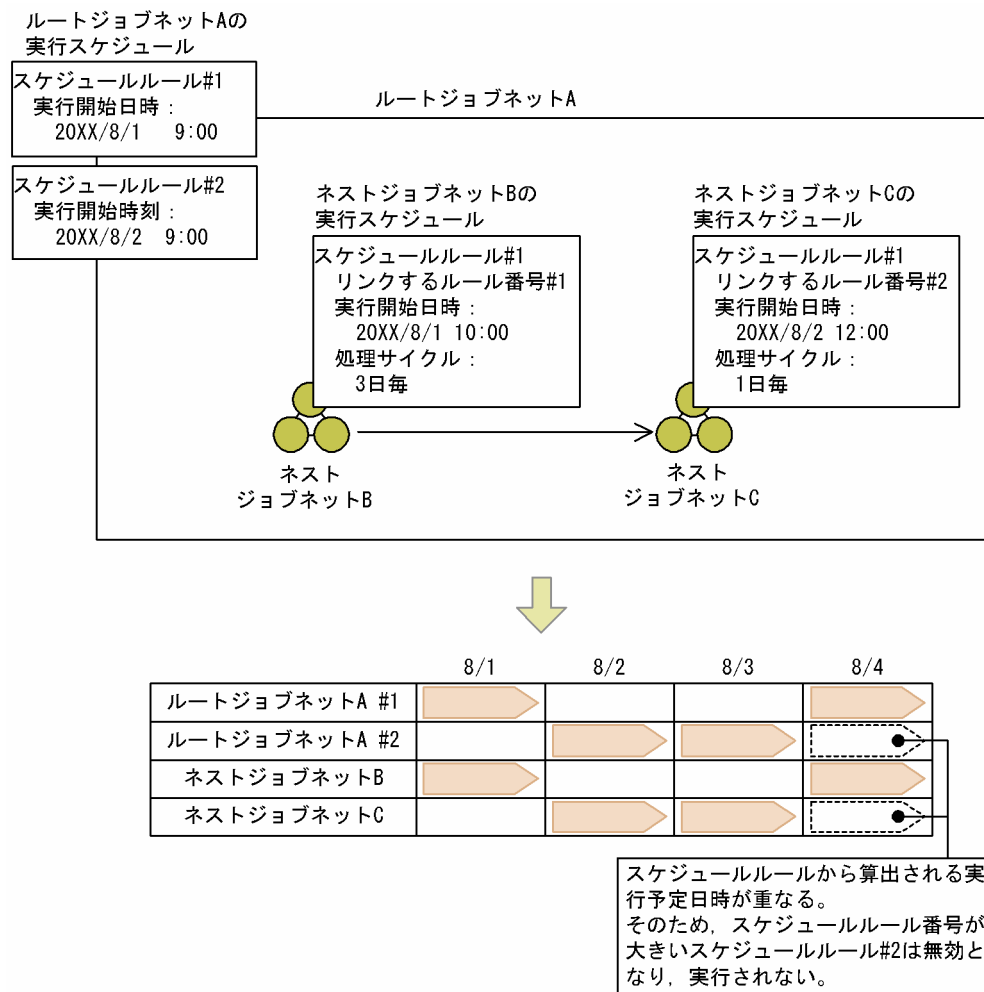 ルートジョブネットAの
実行スケジュール
スケジュールルール#1
実行開始日時：
20XX/8/1 9:00
ルートジョブネットA
スケジュールルール#2
実行開始時刻：
20XX/8/2 9:00
ネストジョブネットBの
実行スケジュール
スケジュールルール#1
リンクするルール番号#1
実行開始日時：
20XX/8/1 10:00
処理サイクル：
3日毎
ネストジョブネットCの
実行スケジュール
スケジュールルール#1
リンクするルール番号#2
実行開始日時：
20XX/8/2 12:00
処理サイクル：
1日毎
ネスト
ジョブネットB
ネスト
ジョブネットC
8/1 8/2 8/3 8/4
ルートジョブネットA #1
ルートジョブネットA #2
ネストジョブネットB
ネストジョブネットC
スケジュールルールから算出される実
行予定日時が重なる。
そのため，スケジュールルール番号が
大きいスケジュールルール#2は無効と
なり，実行されない。